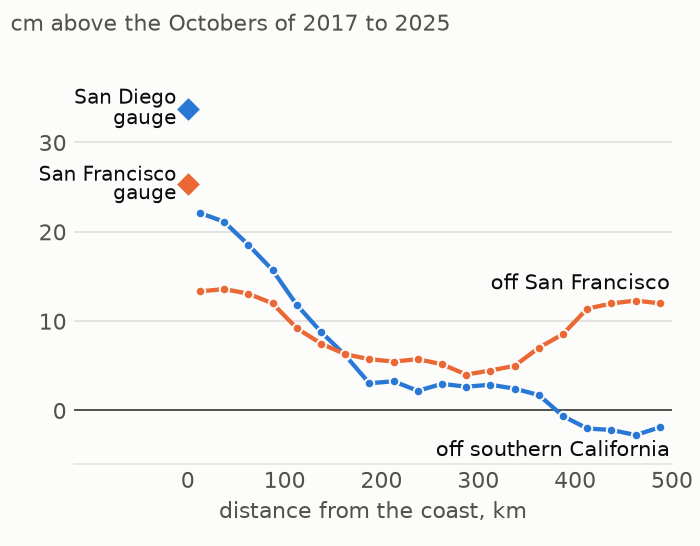 cm above the Octobers of 2017 to 2025
San Diego
gauge
30
San Francisco
gauge
20
off San Francisco
10
0
off southern California
0 100 200 300 400 500
distance from the coast, km